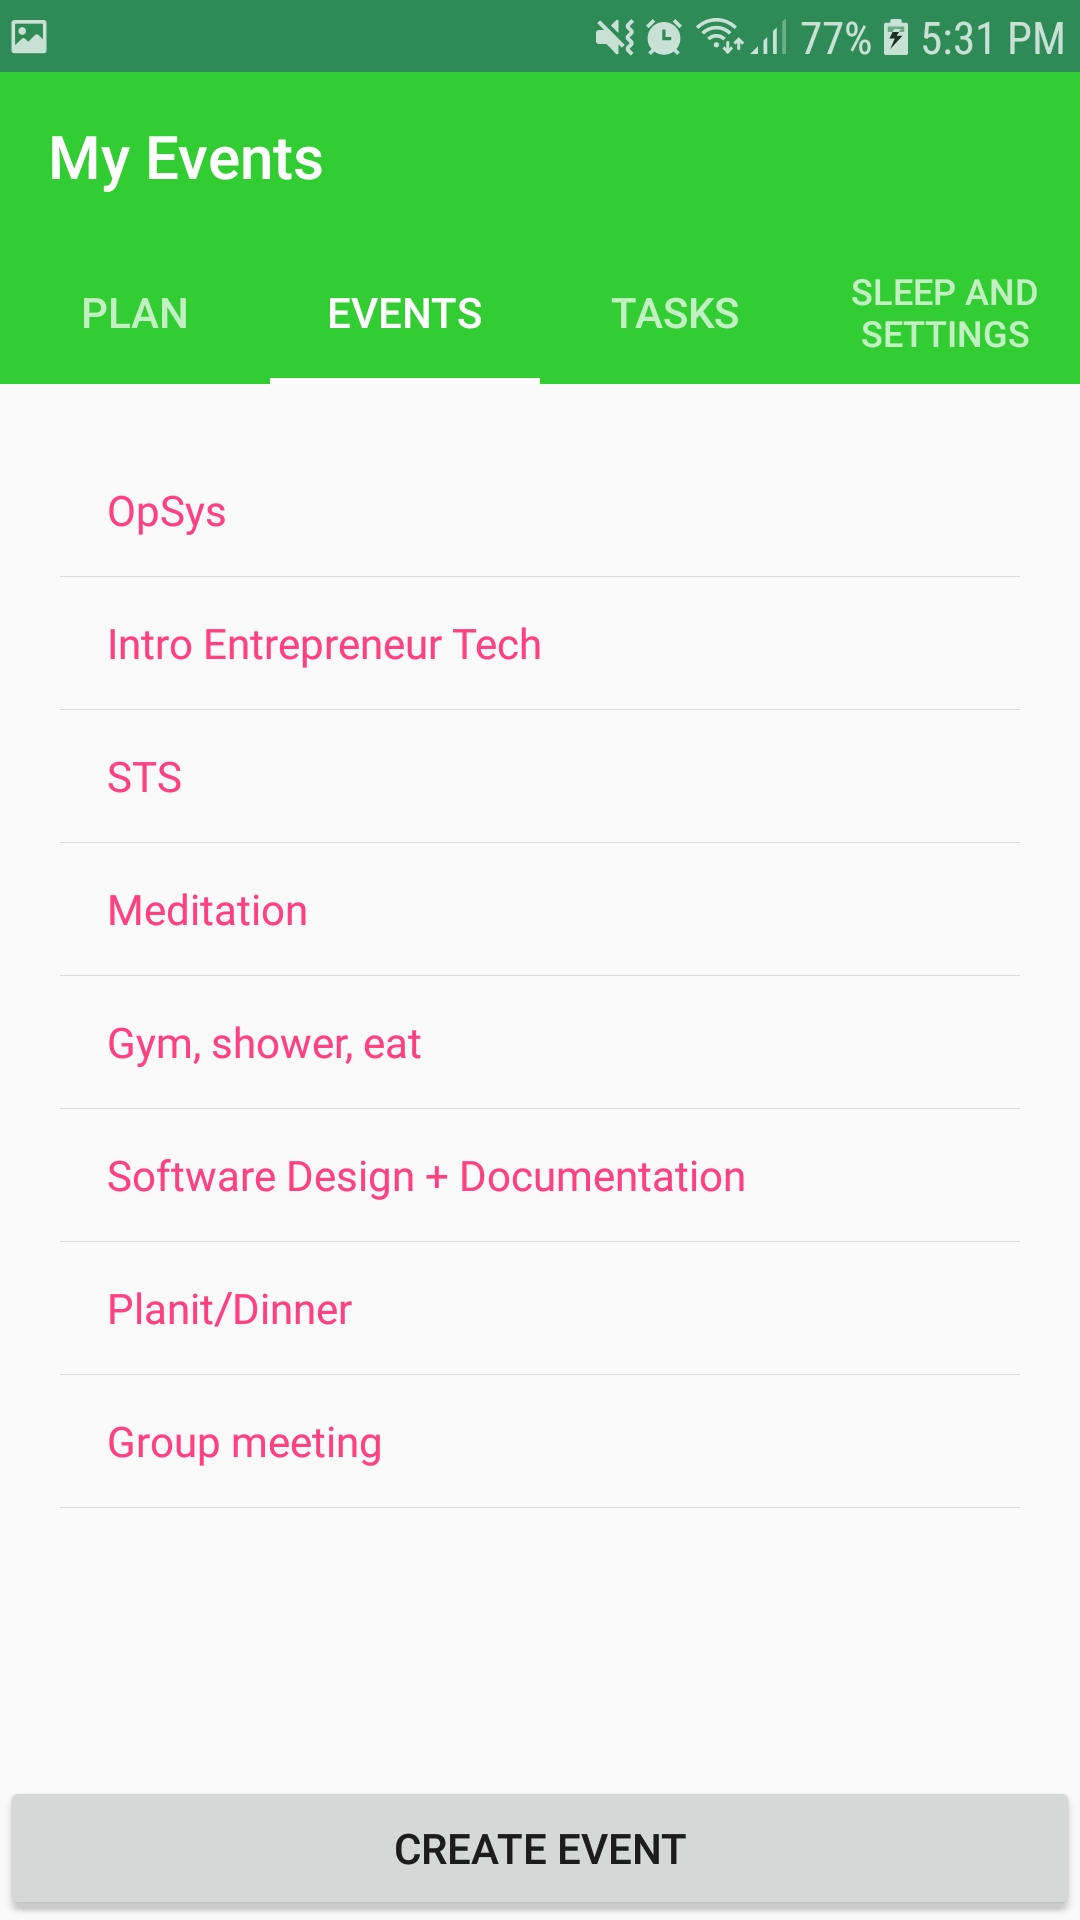 77% 5:31 PM
My Events
PLAN EVENTS TASKS SLEEP AND SETTINGS
OpSys
Intro Entrepreneur Tech
STS
Meditation
Gym, shower, eat
Software Design + Documentation
Planit/Dinner
Group meeting
CREATE EVENT